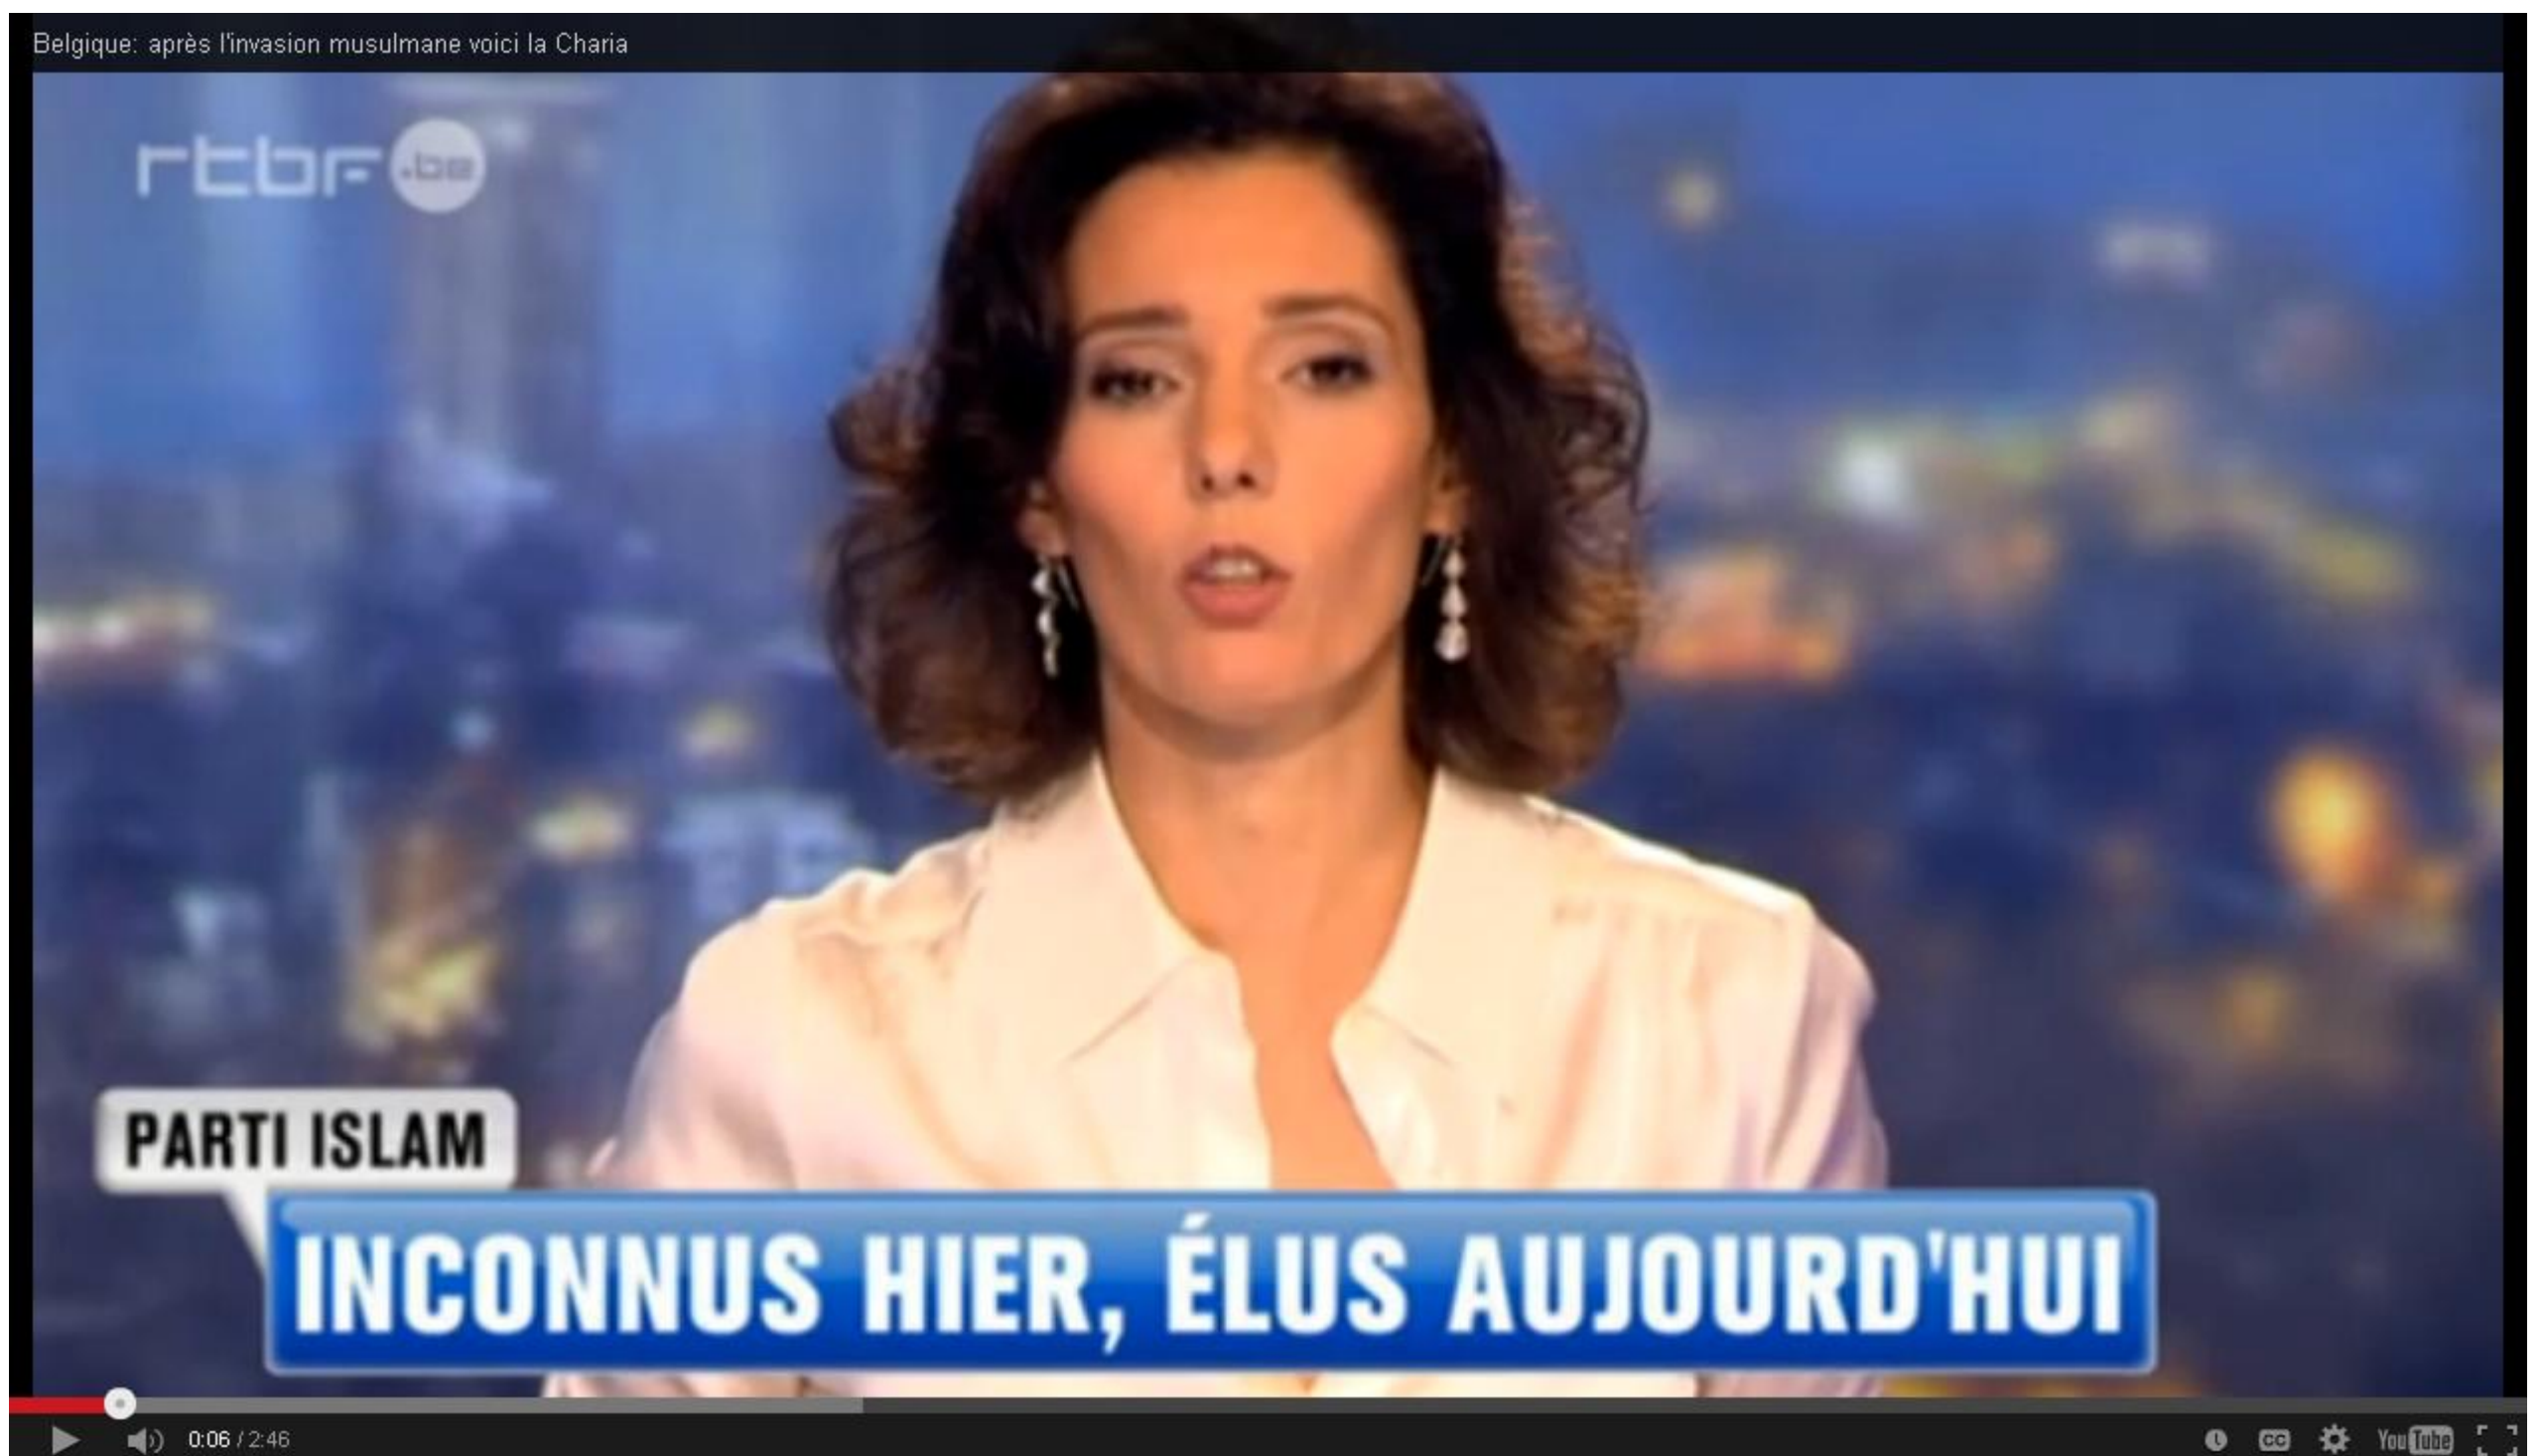 Belgique: après l'invasion musulmane voici la Charia
rtbf .be
PARTI ISLAM
INCONNUS HIER, ÉLUS AUJOURD'HUI
0:06 / 2:46
CC
YouTube